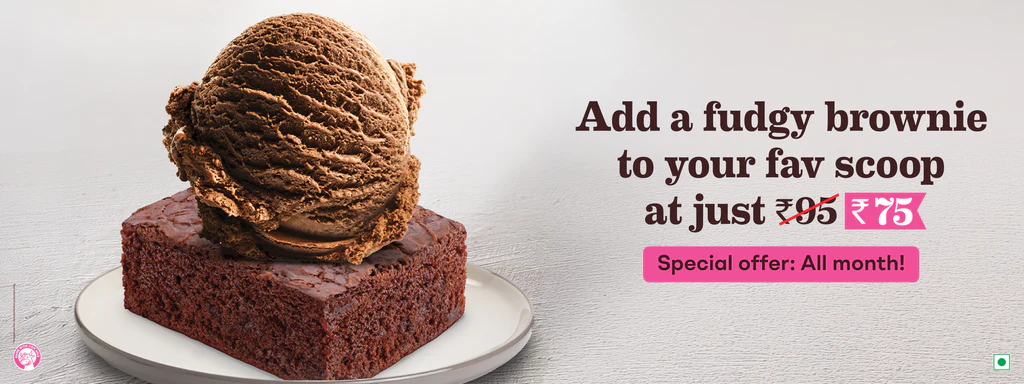 Add a fudgy brownie
to your fav scoop
at just ₹95 ₹75
Special offer: All month!